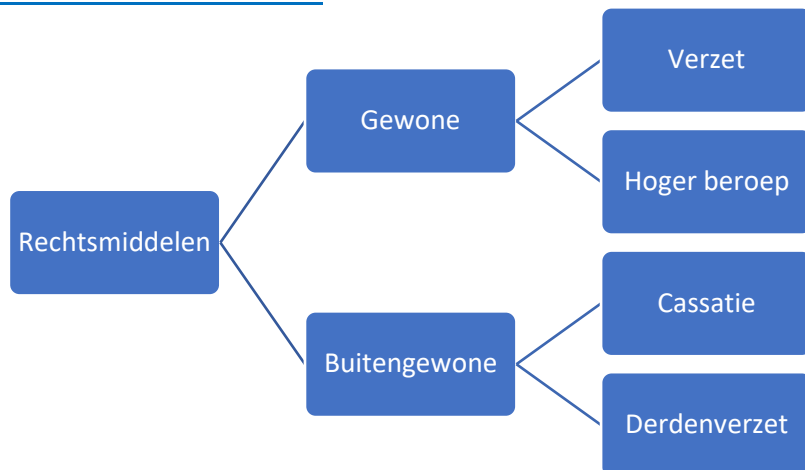 Rechtsmiddelen
Gewone
Verzet
Hoger beroep
Buitengewone
Cassatie
Derdenverzet